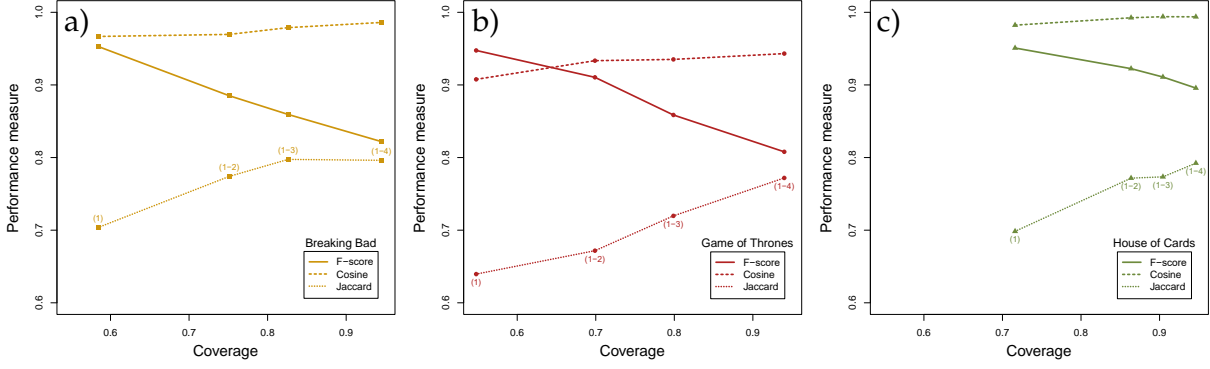 a)
Performance measure
1.0
0.9
0.8
0.7
0.6
(1)
(1−2)
(1−3)
(1−4)
Breaking Bad
F−score
Cosine
Jaccard
0.6 0.7 0.8 0.9
Coverage
b)
Performance measure
1.0
0.9
0.8
0.7
0.6
(1)
(1−2)
(1−3)
(1−4)
Game of Thrones
F−score
Cosine
Jaccard
0.6 0.7 0.8 0.9
Coverage
c)
Performance measure
1.0
0.9
0.8
0.7
0.6
(1)
(1−2)
(1−3)
(1−4)
House of Cards
F−score
Cosine
Jaccard
0.6 0.7 0.8 0.9
Coverage